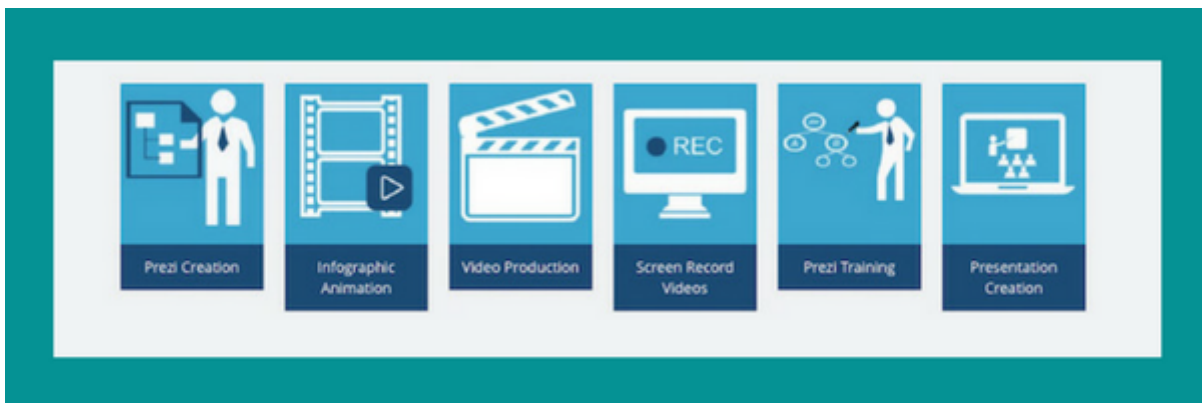 REC
Prezi Creation
Infographic
Animation
Video Production
Screen Record
Videos
Prezi Training
Presentation
Creation